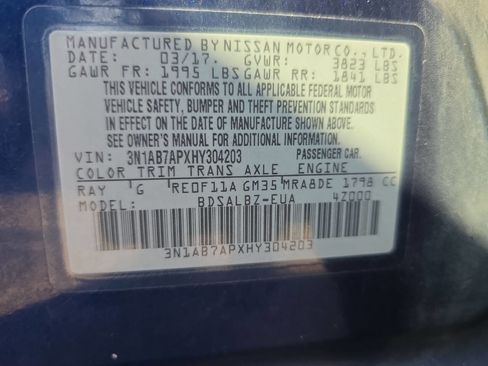 MANUFACTURED BY NISSAN MOTOR CO., LTD.
DATE: 03/17. GVWR: 3823 LBS
GAWR FR: 1995 LBS GAWR RR: 1841 LBS
THIS VEHICLE CONFORMS TO ALL APPLICABLE FEDERAL MOTOR
VEHICLE SAFETY, BUMPER AND THEFT PREVENTION STANDARDS
IN EFFECT ON THE DATE OF MANUFACTURE SHOWN ABOVE.
SEE OWNER'S MANUAL FOR ADDITIONAL INFORMATION.
VIN: 3N1AB7APXHY304203 PASSENGER CAR.
COLOR TRIM TRANS AXLE ENGINE
RAY G RE0F11A GM35 MRA8DE 1798 CC
BDSALBZ-EUA 4Z000
3N1AB7APXHY304203